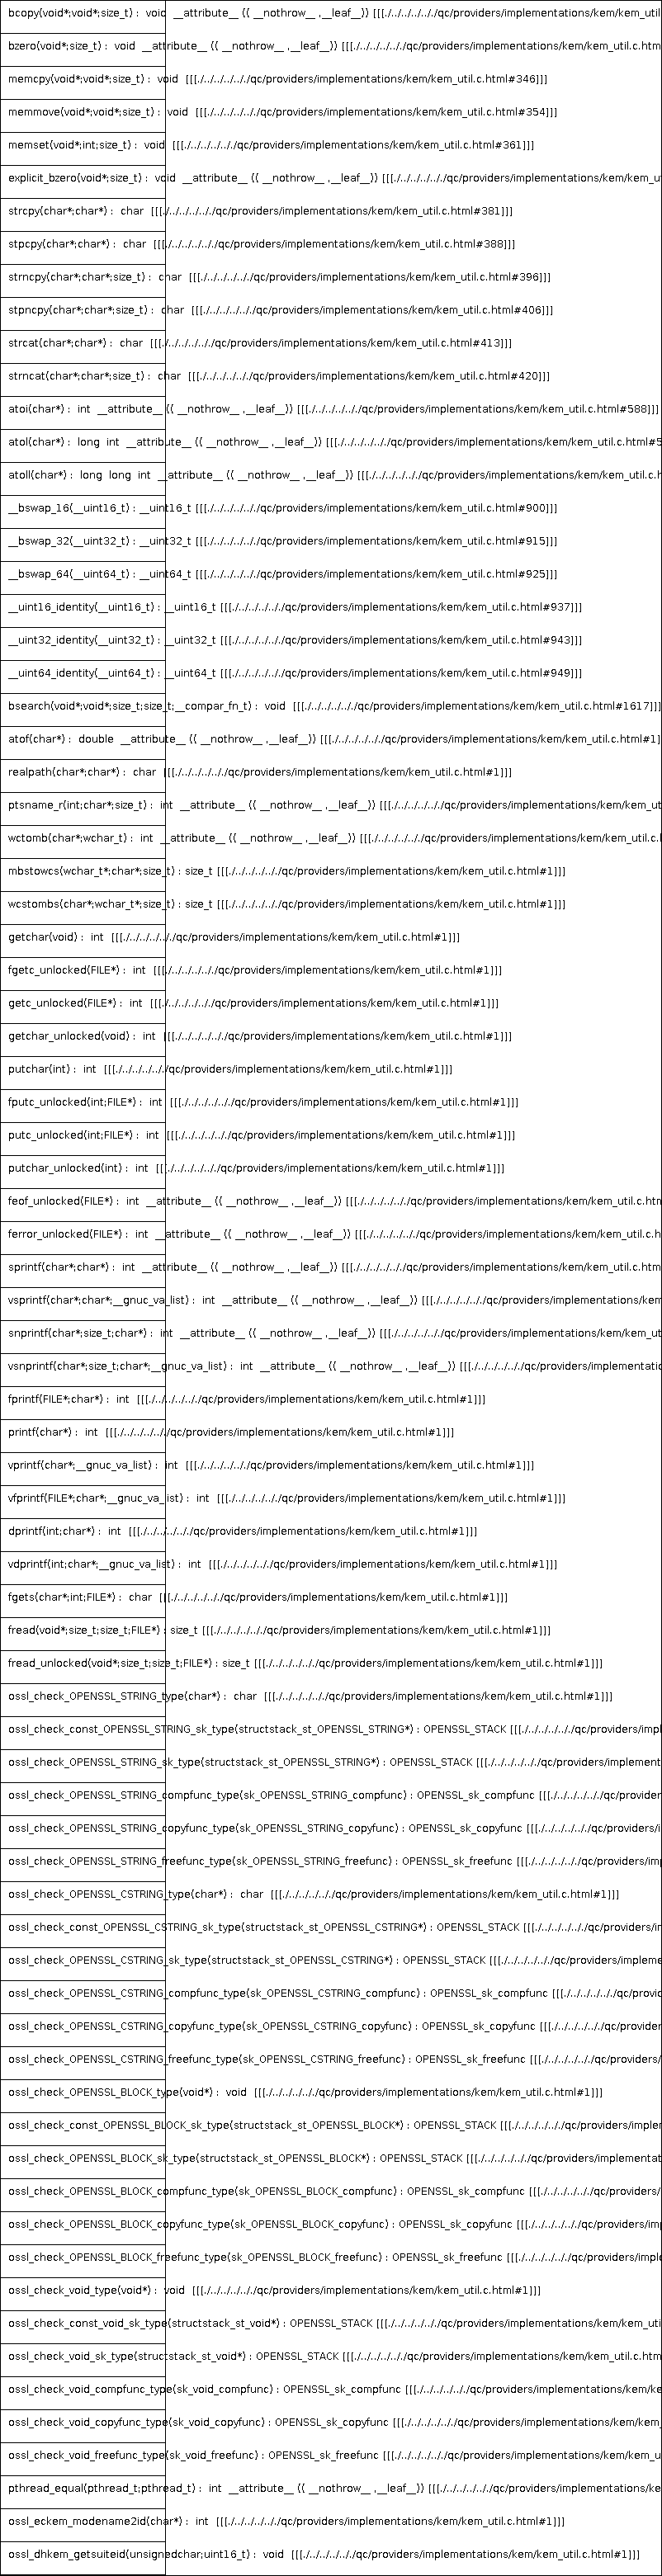 bcopy(void*;void*;size_t) :  void  __attribute__ (( __nothrow__ ,__leaf__)) [[[./../../../../qc/providers/implementations/kem/kem_util
bzero(void*;size_t) :  void  __attribute__ (( __nothrow__ ,__leaf__)) [[[./../../../../qc/providers/implementations/kem/kem_util.c.htm
memcpy(void*;void*;size_t) :  void  [[[./../../../../qc/providers/implementations/kem/kem_util.c.html#346]]]
memmove(void*;void*;size_t) :  void  [[[./../../../../qc/providers/implementations/kem/kem_util.c.html#354]]]
memset(void*;int;size_t) :  void  [[[./../../../../qc/providers/implementations/kem/kem_util.c.html#361]]]
explicit_bzero(void*;size_t) :  void  __attribute__ (( __nothrow__ ,__leaf__)) [[[./../../../../qc/providers/implementations/kem/kem_u
strcpy(char*;char*) :  char  [[[./../../../../qc/providers/implementations/kem/kem_util.c.html#381]]]
stpcpy(char*;char*) :  char  [[[./../../../../qc/providers/implementations/kem/kem_util.c.html#388]]]
strncpy(char*;char*;size_t) :  char  [[[./../../../../qc/providers/implementations/kem/kem_util.c.html#396]]]
stpncpy(char*;char*;size_t) :  char  [[[./../../../../qc/providers/implementations/kem/kem_util.c.html#406]]]
strcat(char*;char*) :  char  [[[./../../../../qc/providers/implementations/kem/kem_util.c.html#413]]]
strncat(char*;char*;size_t) :  char  [[[./../../../../qc/providers/implementations/kem/kem_util.c.html#420]]]
atoi(char*) :  int  __attribute__ (( __nothrow__ ,__leaf__)) [[[./../../../../qc/providers/implementations/kem/kem_util.c.html#588]]]
atol(char*) :  long  int  __attribute__ (( __nothrow__ ,__leaf__)) [[[./../../../../qc/providers/implementations/kem/kem_util.c.html#5
atoll(char*) :  long  long  int  __attribute__ (( __nothrow__ ,__leaf__)) [[[./../../../../qc/providers/implementations/kem/kem_util.c.h
__bswap_16(__uint16_t) : __uint16_t [[[./../../../../qc/providers/implementations/kem/kem_util.c.html#900]]]
__bswap_32(__uint32_t) : __uint32_t [[[./../../../../qc/providers/implementations/kem/kem_util.c.html#915]]]
__bswap_64(__uint64_t) : __uint64_t [[[./../../../../qc/providers/implementations/kem/kem_util.c.html#925]]]
__uint16_identity(__uint16_t) : __uint16_t [[[./../../../../qc/providers/implementations/kem/kem_util.c.html#937]]]
__uint32_identity(__uint32_t) : __uint32_t [[[./../../../../qc/providers/implementations/kem/kem_util.c.html#943]]]
__uint64_identity(__uint64_t) : __uint64_t [[[./../../../../qc/providers/implementations/kem/kem_util.c.html#949]]]
bsearch(void*;void*;size_t;size_t;__compar_fn_t) :  void  [[[./../../../../qc/providers/implementations/kem/kem_util.c.html#1617]]]
atof(char*) :  double  __attribute__ (( __nothrow__ ,__leaf__)) [[[./../../../../qc/providers/implementations/kem/kem_util.c.html#1]
realpath(char*;char*) :  char  [[[./../../../../qc/providers/implementations/kem/kem_util.c.html#1]]]
ptsname_r(int;char*;size_t) :  int  __attribute__ (( __nothrow__ ,__leaf__)) [[[./../../../../qc/providers/implementations/kem/kem_ut
wctomb(char*;wchar_t) :  int  __attribute__ (( __nothrow__ ,__leaf__)) [[[./../../../../qc/providers/implementations/kem/kem_util.c.h
mbstowcs(wchar_t*;char*;size_t) : size_t [[[./../../../../qc/providers/implementations/kem/kem_util.c.html#1]]]
wcstombs(char*;wchar_t*;size_t) : size_t [[[./../../../../qc/providers/implementations/kem/kem_util.c.html#1]]]
getchar(void) :  int  [[[./../../../../qc/providers/implementations/kem/kem_util.c.html#1]]]
fgetc_unlocked(FILE*) :  int  [[[./../../../../qc/providers/implementations/kem/kem_util.c.html#1]]]
getc_unlocked(FILE*) :  int  [[[./../../../../qc/providers/implementations/kem/kem_util.c.html#1]]]
getchar_unlocked(void) :  int  [[[./../../../../qc/providers/implementations/kem/kem_util.c.html#1]]]
putchar(int) :  int  [[[./../../../../qc/providers/implementations/kem/kem_util.c.html#1]]]
fputc_unlocked(int;FILE*) :  int  [[[./../../../../qc/providers/implementations/kem/kem_util.c.html#1]]]
putc_unlocked(int;FILE*) :  int  [[[./../../../../qc/providers/implementations/kem/kem_util.c.html#1]]]
putchar_unlocked(int) :  int  [[[./../../../../qc/providers/implementations/kem/kem_util.c.html#1]]]
feof_unlocked(FILE*) :  int  __attribute__ (( __nothrow__ ,__leaf__)) [[[./../../../../qc/providers/implementations/kem/kem_util.c.htm
ferror_unlocked(FILE*) :  int  __attribute__ (( __nothrow__ ,__leaf__)) [[[./../../../../qc/providers/implementations/kem/kem_util.c.h
sprintf(char*;char*) :  int  __attribute__ (( __nothrow__ ,__leaf__)) [[[./../../../../qc/providers/implementations/kem/kem_util.c.htm
vsprintf(char*;char*;__gnuc_va_list) :  int  __attribute__ (( __nothrow__ ,__leaf__)) [[[./../../../../qc/providers/implementations/kem
snprintf(char*;size_t;char*) :  int  __attribute__ (( __nothrow__ ,__leaf__)) [[[./../../../../qc/providers/implementations/kem/kem_ut
vsnprintf(char*;size_t;char*;__gnuc_va_list) :  int  __attribute__ (( __nothrow__ ,__leaf__)) [[[./../../../../qc/providers/implementatio
fprintf(FILE*;char*) :  int  [[[./../../../../qc/providers/implementations/kem/kem_util.c.html#1]]]
printf(char*) :  int  [[[./../../../../qc/providers/implementations/kem/kem_util.c.html#1]]]
vprintf(char*;__gnuc_va_list) :  int  [[[./../../../../qc/providers/implementations/kem/kem_util.c.html#1]]]
vfprintf(FILE*;char*;__gnuc_va_list) :  int  [[[./../../../../qc/providers/implementations/kem/kem_util.c.html#1]]]
dprintf(int;char*) :  int  [[[./../../../../qc/providers/implementations/kem/kem_util.c.html#1]]]
vdprintf(int;char*;__gnuc_va_list) :  int  [[[./../../../../qc/providers/implementations/kem/kem_util.c.html#1]]]
fgets(char*;int;FILE*) :  char  [[[./../../../../qc/providers/implementations/kem/kem_util.c.html#1]]]
fread(void*;size_t;size_t;FILE*) : size_t [[[./../../../../qc/providers/implementations/kem/kem_util.c.html#1]]]
fread_unlocked(void*;size_t;size_t;FILE*) : size_t [[[./../../../../qc/providers/implementations/kem/kem_util.c.html#1]]]
ossl_check_OPENSSL_STRING_type(char*) :  char  [[[./../../../../qc/providers/implementations/kem/kem_util.c.html#1]]]
ossl_check_const_OPENSSL_STRING_sk_type(structstack_st_OPENSSL_STRING*) : OPENSSL_STACK [[[./../../../../qc/providers/impl
ossl_check_OPENSSL_STRING_sk_type(structstack_st_OPENSSL_STRING*) : OPENSSL_STACK [[[./../../../../qc/providers/implement
ossl_check_OPENSSL_STRING_compfunc_type(sk_OPENSSL_STRING_compfunc) : OPENSSL_sk_compfunc [[[./../../../../qc/provider
ossl_check_OPENSSL_STRING_copyfunc_type(sk_OPENSSL_STRING_copyfunc) : OPENSSL_sk_copyfunc [[[./../../../../qc/providers/i
ossl_check_OPENSSL_STRING_freefunc_type(sk_OPENSSL_STRING_freefunc) : OPENSSL_sk_freefunc [[[./../../../../qc/providers/imp
ossl_check_OPENSSL_CSTRING_type(char*) :  char  [[[./../../../../qc/providers/implementations/kem/kem_util.c.html#1]]]
ossl_check_const_OPENSSL_CSTRING_sk_type(structstack_st_OPENSSL_CSTRING*) : OPENSSL_STACK [[[./../../../../qc/providers/in
ossl_check_OPENSSL_CSTRING_sk_type(structstack_st_OPENSSL_CSTRING*) : OPENSSL_STACK [[[./../../../../qc/providers/impleme
ossl_check_OPENSSL_CSTRING_compfunc_type(sk_OPENSSL_CSTRING_compfunc) : OPENSSL_sk_compfunc [[[./../../../../qc/provid
ossl_check_OPENSSL_CSTRING_copyfunc_type(sk_OPENSSL_CSTRING_copyfunc) : OPENSSL_sk_copyfunc [[[./../../../../qc/provider
ossl_check_OPENSSL_CSTRING_freefunc_type(sk_OPENSSL_CSTRING_freefunc) : OPENSSL_sk_freefunc [[[./../../../../qc/providers/
ossl_check_OPENSSL_BLOCK_type(void*) :  void  [[[./../../../../qc/providers/implementations/kem/kem_util.c.html#1]]]
ossl_check_const_OPENSSL_BLOCK_sk_type(structstack_st_OPENSSL_BLOCK*) : OPENSSL_STACK [[[./../../../../qc/providers/implem
ossl_check_OPENSSL_BLOCK_sk_type(structstack_st_OPENSSL_BLOCK*) : OPENSSL_STACK [[[./../../../../qc/providers/implementat
ossl_check_OPENSSL_BLOCK_compfunc_type(sk_OPENSSL_BLOCK_compfunc) : OPENSSL_sk_compfunc [[[./../../../../qc/providers/
ossl_check_OPENSSL_BLOCK_copyfunc_type(sk_OPENSSL_BLOCK_copyfunc) : OPENSSL_sk_copyfunc [[[./../../../../qc/providers/imp
ossl_check_OPENSSL_BLOCK_freefunc_type(sk_OPENSSL_BLOCK_freefunc) : OPENSSL_sk_freefunc [[[./../../../../qc/providers/imple
ossl_check_void_type(void*) :  void  [[[./../../../../qc/providers/implementations/kem/kem_util.c.html#1]]]
ossl_check_const_void_sk_type(structstack_st_void*) : OPENSSL_STACK [[[./../../../../qc/providers/implementations/kem/kem_uti
ossl_check_void_sk_type(structstack_st_void*) : OPENSSL_STACK [[[./../../../../qc/providers/implementations/kem/kem_util.c.htm
ossl_check_void_compfunc_type(sk_void_compfunc) : OPENSSL_sk_compfunc [[[./../../../../qc/providers/implementations/kem/ke
ossl_check_void_copyfunc_type(sk_void_copyfunc) : OPENSSL_sk_copyfunc [[[./../../../../qc/providers/implementations/kem/kem_
ossl_check_void_freefunc_type(sk_void_freefunc) : OPENSSL_sk_freefunc [[[./../../../../qc/providers/implementations/kem/kem_u
pthread_equal(pthread_t;pthread_t) :  int  __attribute__ (( __nothrow__ ,__leaf__)) [[[./../../../../qc/providers/implementations/ke
ossl_eckem_modename2id(char*) :  int  [[[./../../../../qc/providers/implementations/kem/kem_util.c.html#1]]]
ossl_dhkem_getsuiteid(unsignedchar;uint16_t) :  void  [[[./../../../../qc/providers/implementations/kem/kem_util.c.html#1]]]